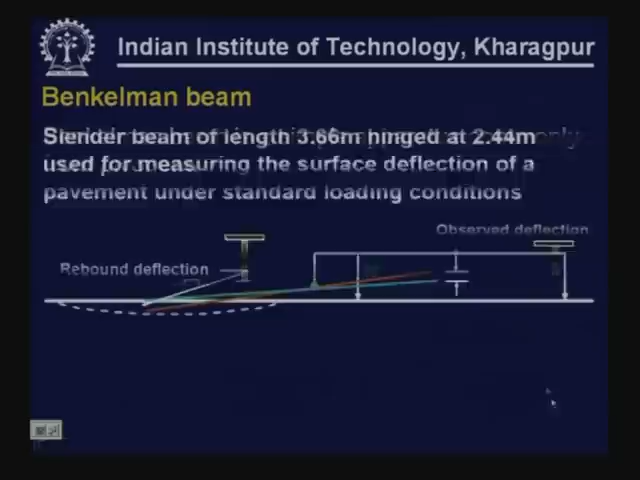 Indian Institute of Technology, Kharagpur
Benkelman beam
Slender beam of length 3.66m hinged at 2.44m
used for measuring the surface deflection of a
pavement under standard loading conditions
Observed deflection
Rebound deflection